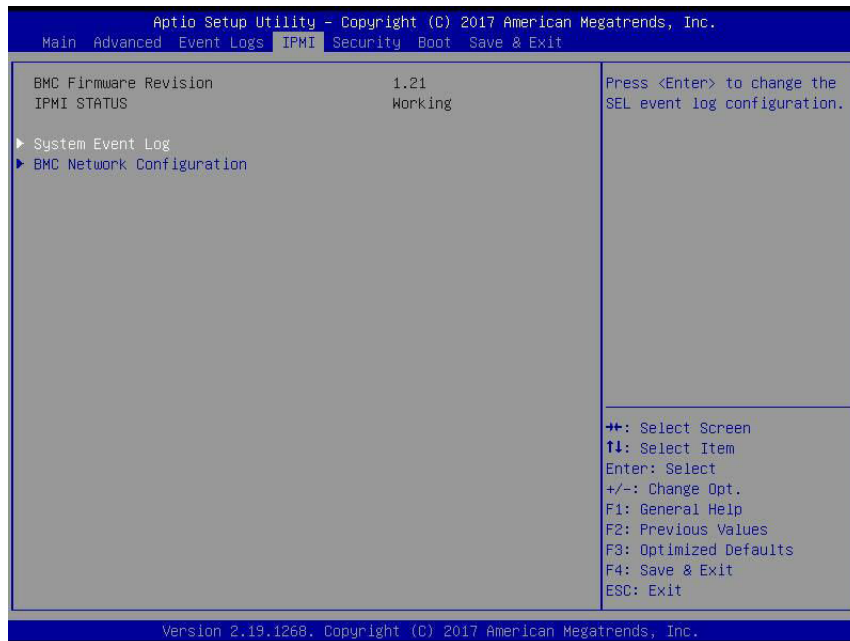 Aptio Setup Utility – Copyright (C) 2017 American Megatrends, Inc.
Main Advanced Event Logs IPMI Security Boot Save & Exit
BMC Firmware Revision 1.21
IPMI STATUS Working
System Event Log
BMC Network Configuration
Press <Enter> to change the
SEL event log configuration.
→←: Select Screen
↑↓: Select Item
Enter: Select
+/-: Change Opt.
F1: General Help
F2: Previous Values
F3: Optimized Defaults
F4: Save & Exit
ESC: Exit
Version 2.19.1268. Copyright (C) 2017 American Megatrends, Inc.